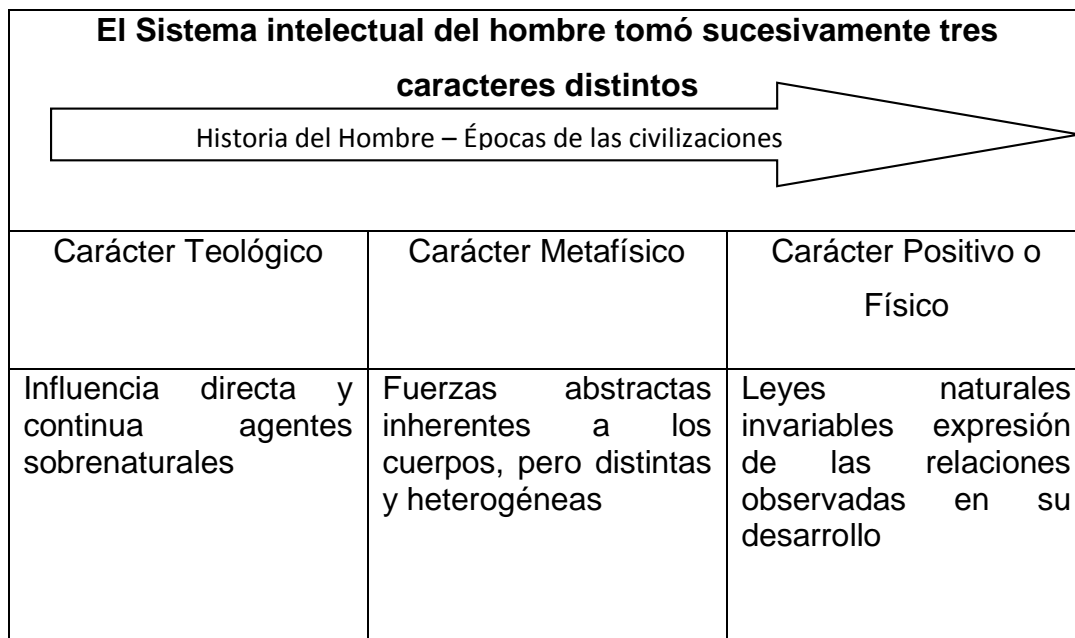 El Sistema intelectual del hombre tomó sucesivamente tres
caracteres distintos
Historia del Hombre – Épocas de las civilizaciones
Carácter Teológico
Carácter Metafísico
Carácter Positivo o
Físico
Influencia directa y
continua agentes
sobrenaturales
Fuerzas abstractas
inherentes a los
cuerpos, pero distintas
y heterogéneas
Leyes naturales
invariables expresión
de las relaciones
observadas en su
desarrollo